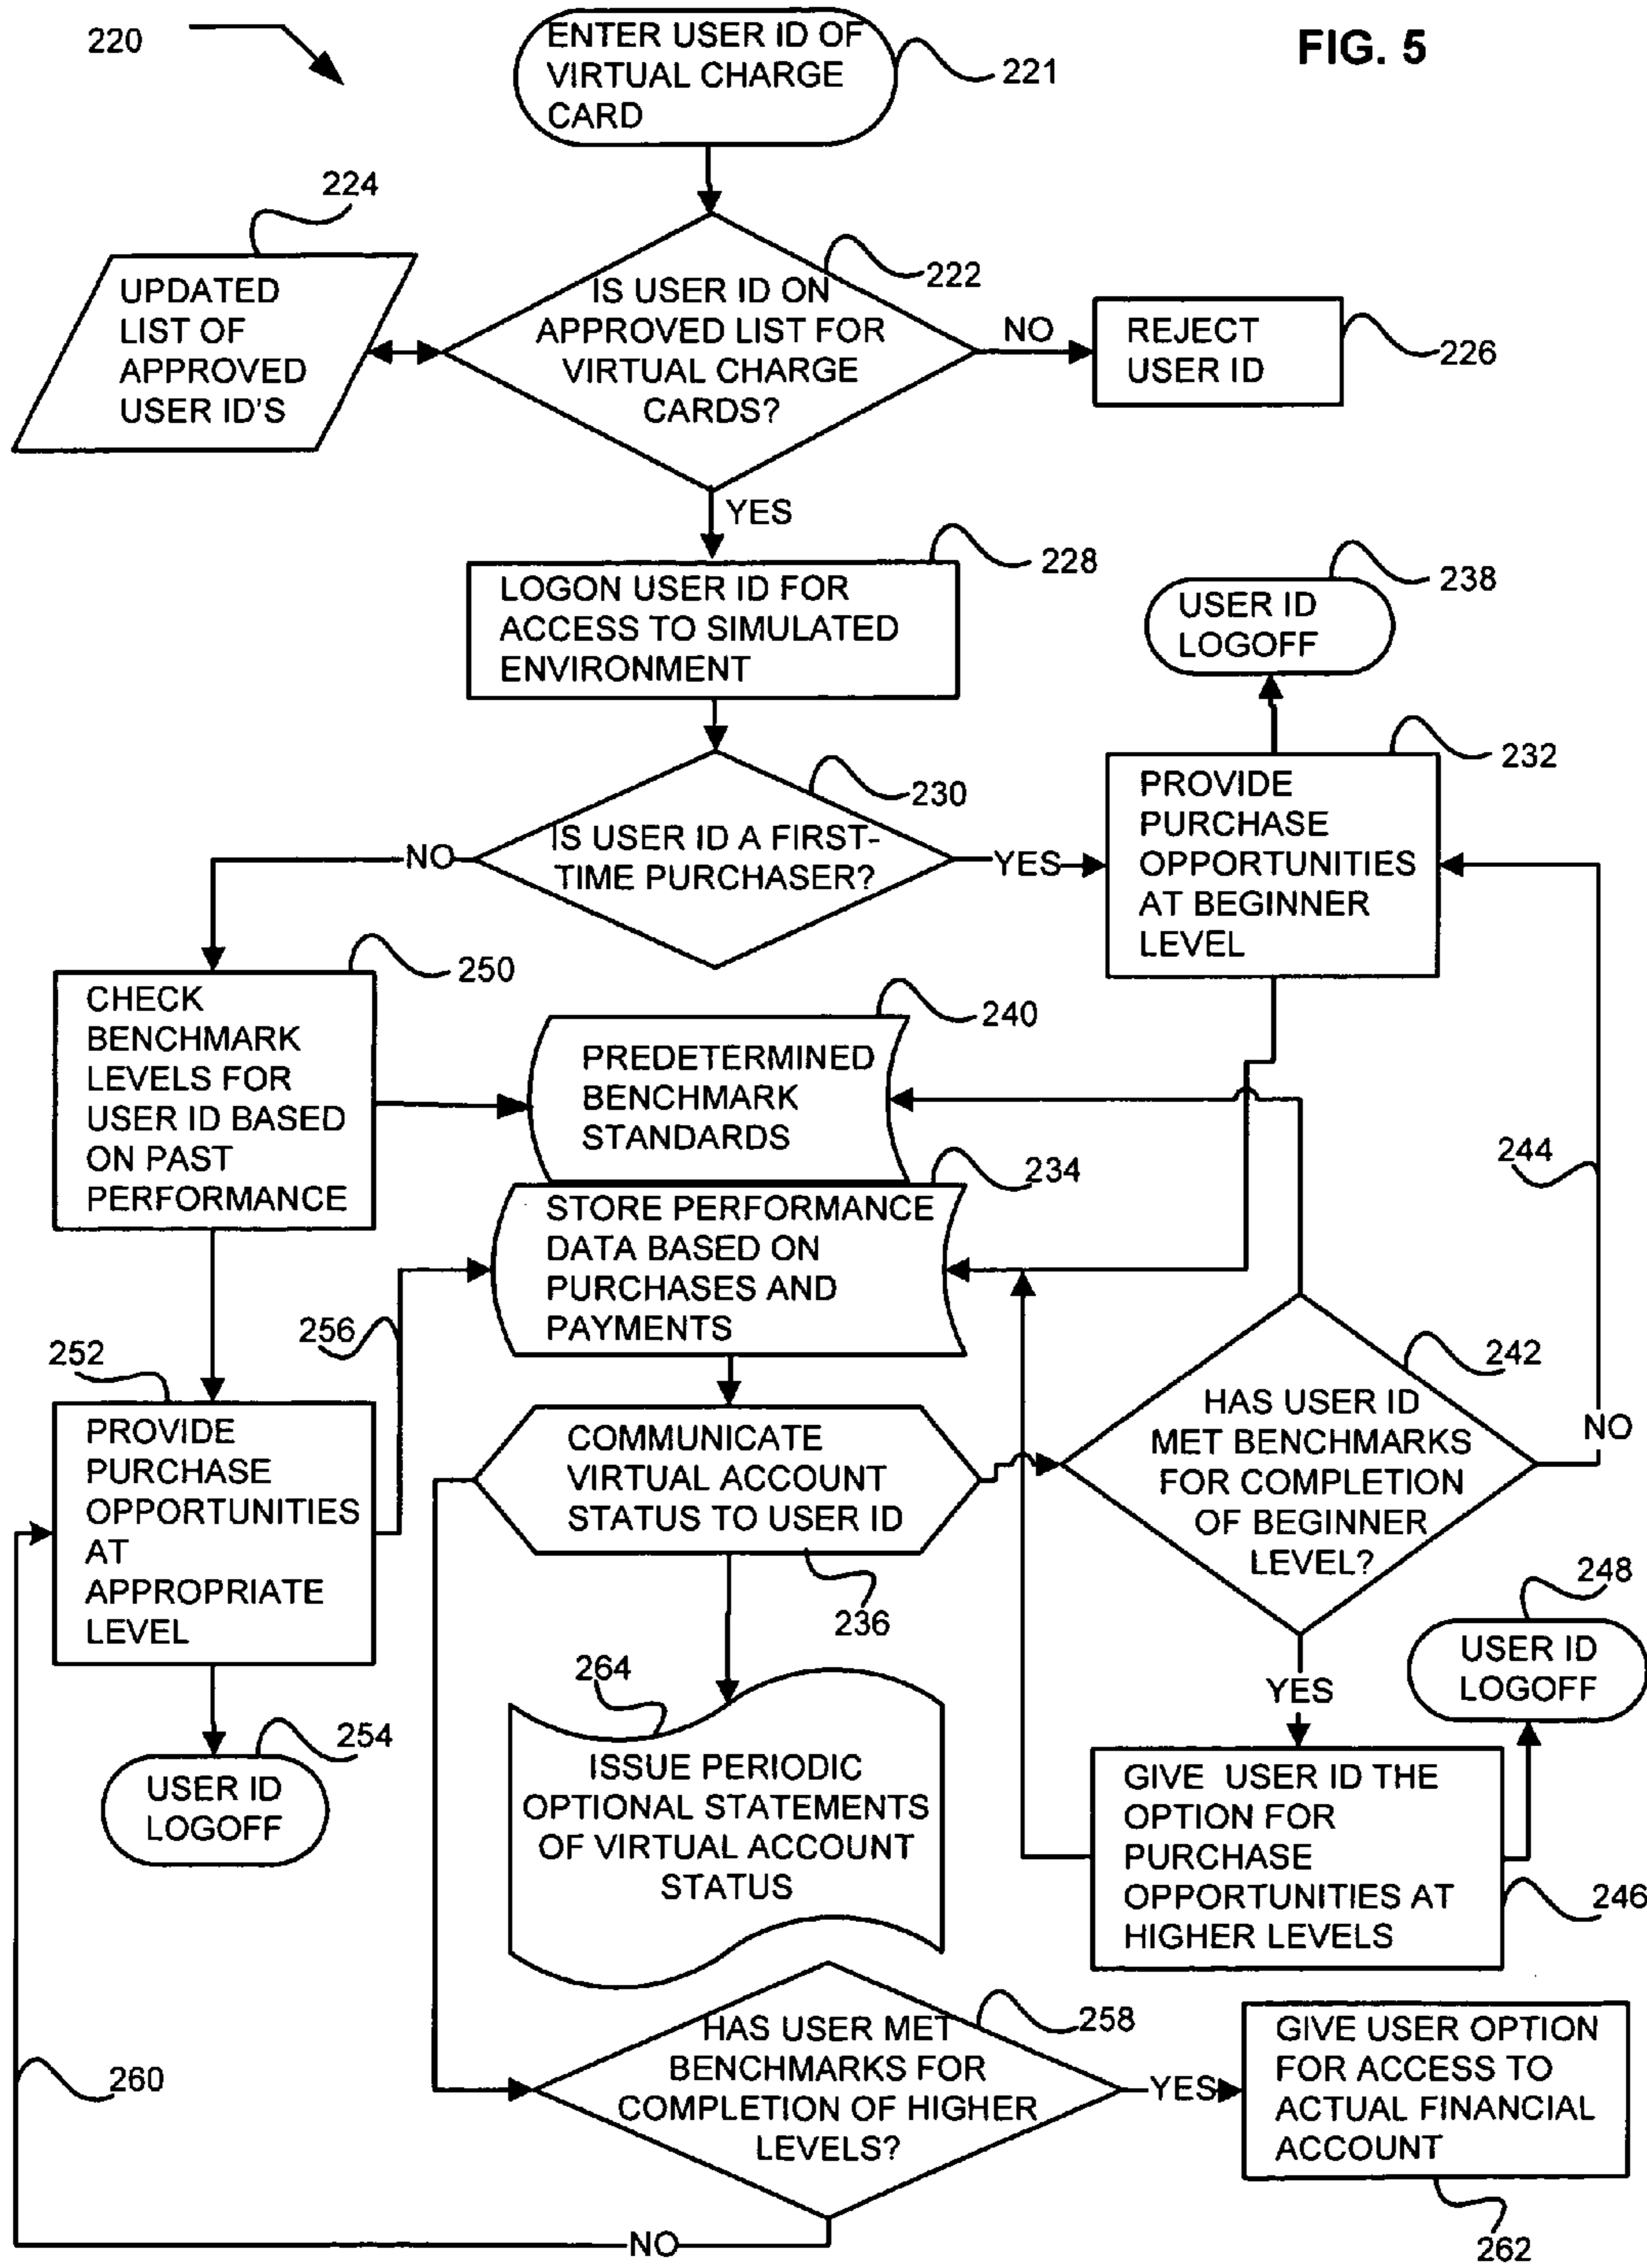 220
ENTER USER ID OF
VIRTUAL CHARGE
CARD
221
FIG. 5
224
UPDATED
LIST OF
APPROVED
USER ID'S
IS USER ID ON
APPROVED LIST FOR
VIRTUAL CHARGE
CARDS?
222
NO
REJECT
USER ID
226
YES
LOGON USER ID FOR
ACCESS TO SIMULATED
ENVIRONMENT
228
238
USER ID
LOGOFF
232
PROVIDE
PURCHASE
OPPORTUNITIES
AT BEGINNER
LEVEL
230
IS USER ID A FIRST-
TIME PURCHASER?
NO
YES
250
CHECK
BENCHMARK
LEVELS FOR
USER ID BASED
ON PAST
PERFORMANCE
240
PREDETERMINED
BENCHMARK
STANDARDS
234
STORE PERFORMANCE
DATA BASED ON
PURCHASES AND
PAYMENTS
244
256
252
PROVIDE
PURCHASE
OPPORTUNITIES
AT
APPROPRIATE
LEVEL
COMMUNICATE
VIRTUAL ACCOUNT
STATUS TO USER ID
236
242
HAS USER ID
MET BENCHMARKS
FOR COMPLETION
OF BEGINNER
LEVEL?
NO
YES
248
USER ID
LOGOFF
254
USER ID
LOGOFF
264
ISSUE PERIODIC
OPTIONAL STATEMENTS
OF VIRTUAL ACCOUNT
STATUS
GIVE USER ID THE
OPTION FOR
PURCHASE
OPPORTUNITIES AT
HIGHER LEVELS
246
258
HAS USER MET
BENCHMARKS FOR
COMPLETION OF HIGHER
LEVELS?
YES
GIVE USER OPTION
FOR ACCESS TO
ACTUAL FINANCIAL
ACCOUNT
260
NO
262